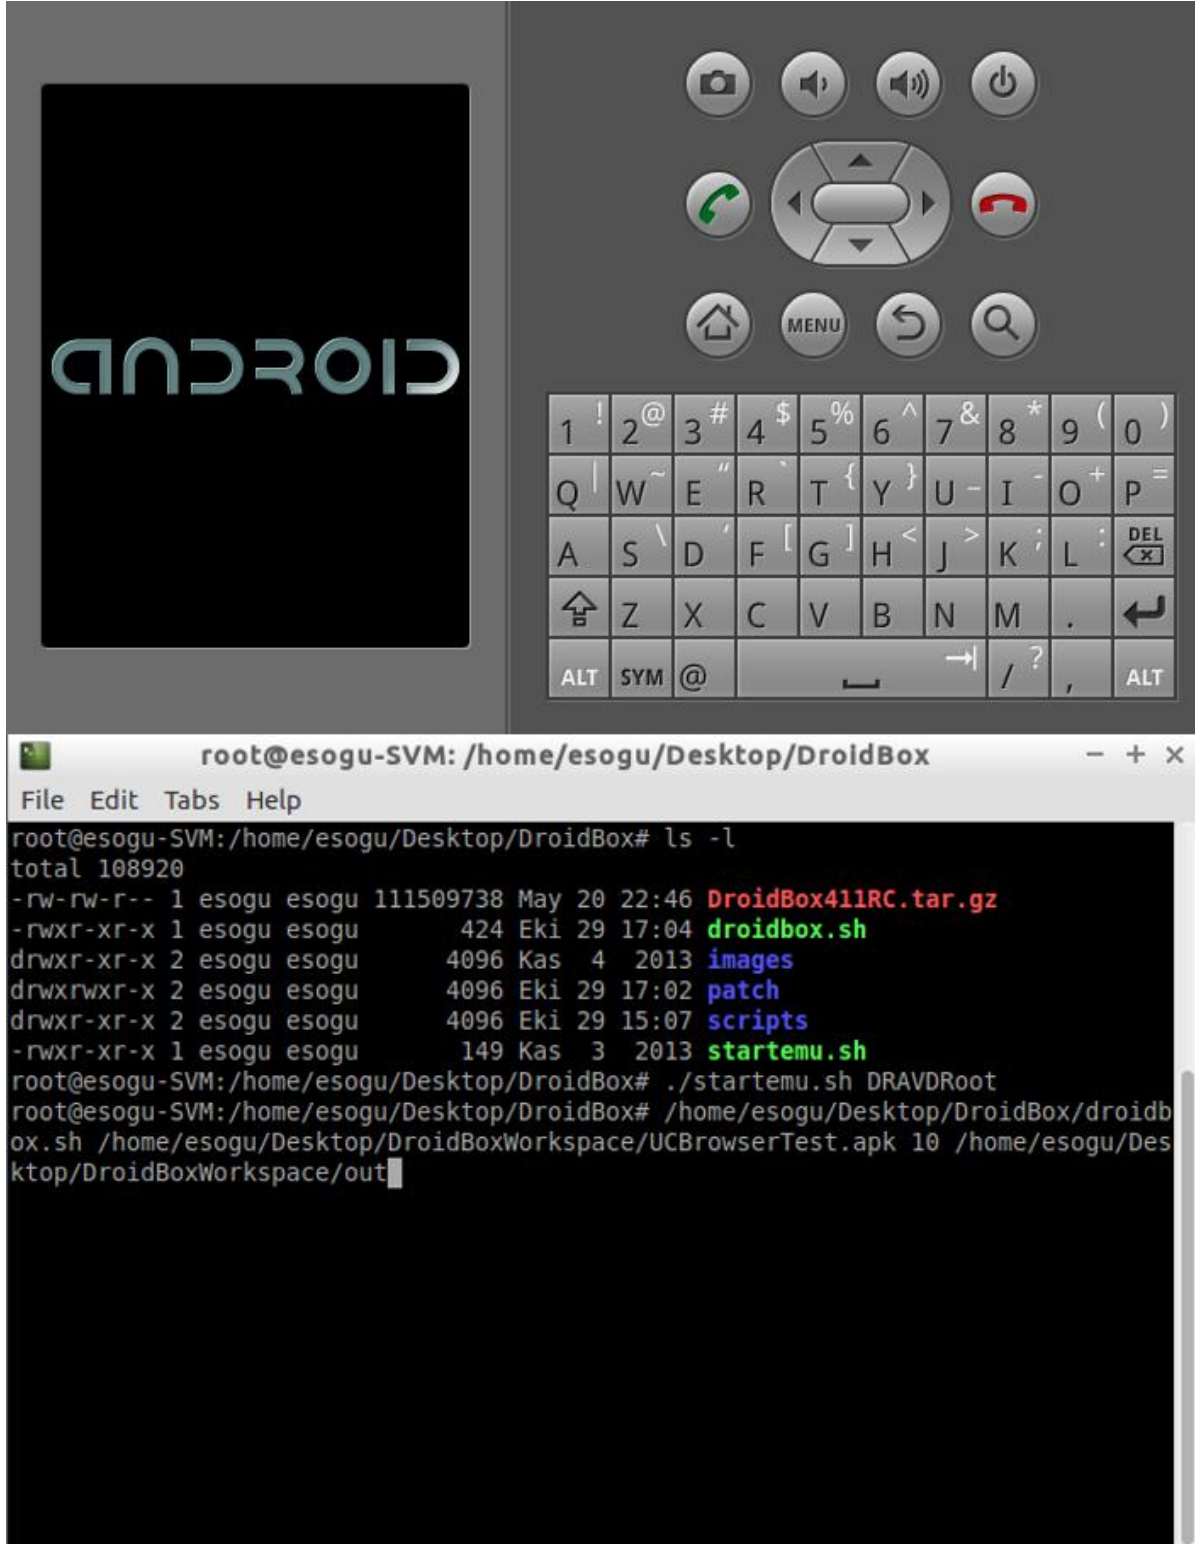 ANDROID
MENU
1 ! 2 @ 3 # 4 $ 5 % 6 ^ 7 & 8 * 9 ( 0 )
Q | W ~ E “ R ` T { Y } U _ I - O + P =
A S \ D ‘ F [ G ] H < J > K ; L : DEL
Z X C V B N M .
ALT SYM @ / ? , ALT
root@esogu-SVM: /home/esogu/Desktop/DroidBox
File Edit Tabs Help
root@esogu-SVM:/home/esogu/Desktop/DroidBox# ls -l
total 108920
-rw-rw-r-- 1 esogu esogu 111509738 May 20 22:46 DroidBox411RC.tar.gz
-rwxr-xr-x 1 esogu esogu 424 Eki 29 17:04 droidbox.sh
drwxr-xr-x 2 esogu esogu 4096 Kas 4 2013 images
drwxrwxr-x 2 esogu esogu 4096 Eki 29 17:02 patch
drwxr-xr-x 2 esogu esogu 4096 Eki 29 15:07 scripts
-rwxr-xr-x 1 esogu esogu 149 Kas 3 2013 startemu.sh
root@esogu-SVM:/home/esogu/Desktop/DroidBox# ./startemu.sh DRAVDRoot
root@esogu-SVM:/home/esogu/Desktop/DroidBox# /home/esogu/Desktop/DroidBox/droidb
ox.sh /home/esogu/Desktop/DroidBoxWorkspace/UCBrowserTest.apk 10 /home/esogu/Des
ktop/DroidBoxWorkspace/out